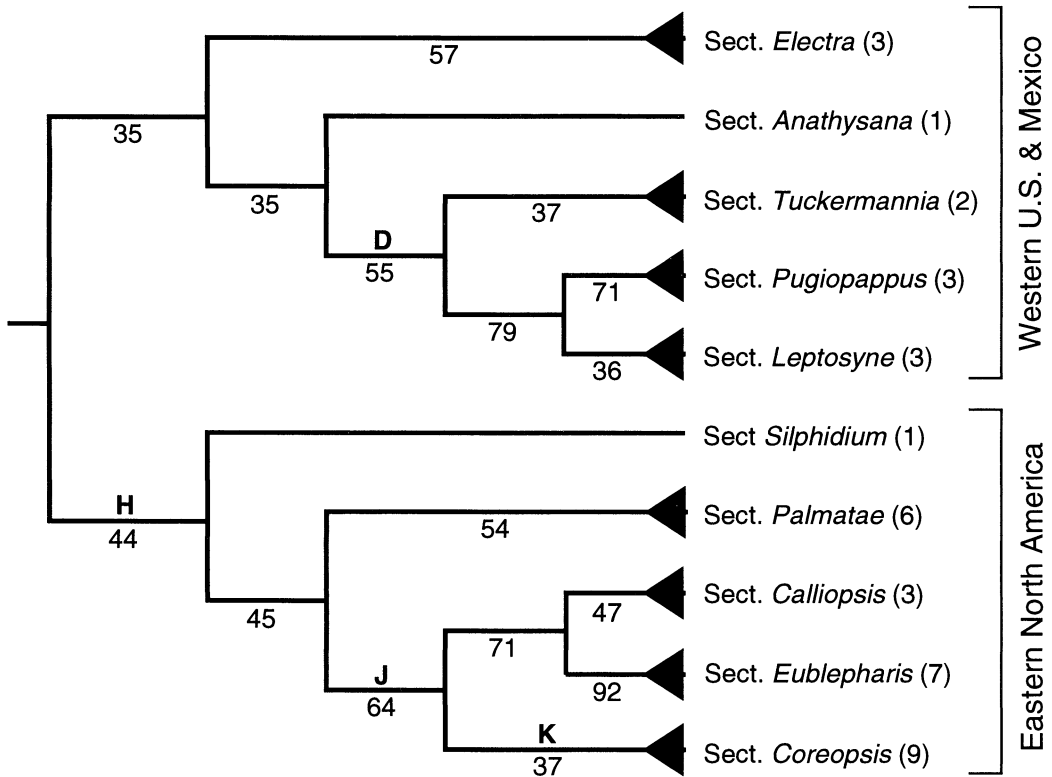 57
Sect. Electra (3)
35
Sect. Anathysana (1)
35
37
Sect. Tuckermannia (2)
D
55
71
Sect. Pugiopappus (3)
79
36
Sect. Leptosyne (3)
Western U.S. & Mexico
Sect Silphidium (1)
H
44
54
Sect. Palmatae (6)
45
47
Sect. Calliopsis (3)
71
92
Sect. Eublepharis (7)
J
64
K
37
Sect. Coreopsis (9)
Eastern North America